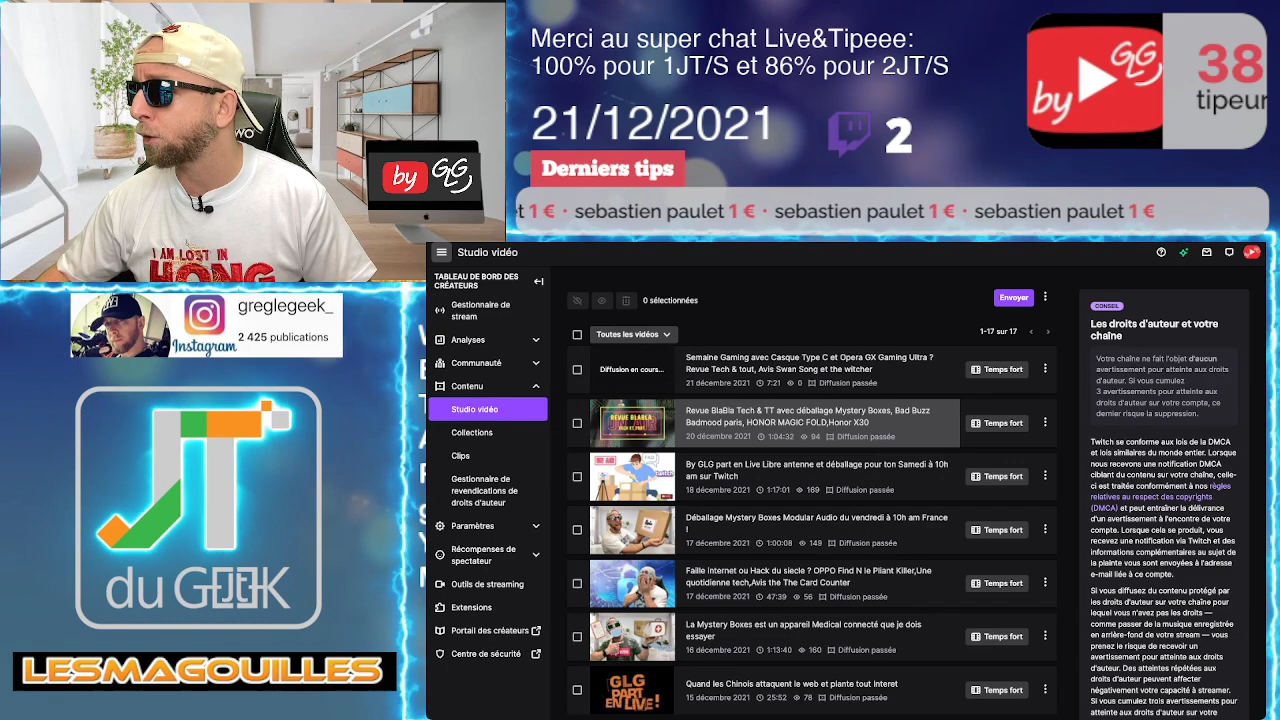 Merci au super chat Live&Tipeee:
100% pour 1JT/S et 86% pour 2JT/S
21/12/2021
2
by GLG
38
tipeur
Derniers tips
et 1 € · sebastien paulet 1 € · sebastien paulet 1 € · sebastien paulet 1 €
by GLG
I AM LOST IN
HONG
greglegeek_
2 425 publications
Instagram
JT
du GEEK
LESMAGOUILLES
Studio vidéo
TABLEAU DE BORD DES
CRÉATEURS
Gestionnaire de
stream
Analyses
Communauté
Contenu
Studio vidéo
Collections
Clips
Gestionnaire de
revendications de
droits d'auteur
Paramètres
Récompenses de
spectateur
Outils de streaming
Extensions
Portail des créateurs
Centre de sécurité
0 sélectionnées
Envoyer
Toutes les vidéos
1-17 sur 17
Diffusion en cours...
Semaine Gaming avec Casque Type C et Opera GX Gaming Ultra ?
Revue Tech & tout, Avis Swan Song et the witcher
21 décembre 2021 7:21 0 Diffusion passée
Temps fort
REVUE BLABLA
Revue BlaBla Tech & TT avec déballage Mystery Boxes, Bad Buzz
Badmood paris, HONOR MAGIC FOLD,Honor X30
20 décembre 2021 1:04:32 94 Diffusion passée
Temps fort
By GLG part en Live Libre antenne et déballage pour ton Samedi à 10h
am sur Twitch
18 décembre 2021 1:17:01 169 Diffusion passée
Temps fort
Déballage Mystery Boxes Modular Audio du vendredi à 10h am France
!
17 décembre 2021 1:00:08 149 Diffusion passée
Temps fort
Faille internet ou Hack du siecle ? OPPO Find N le Pliant Killer,Une
quotidienne tech,Avis the The Card Counter
17 décembre 2021 47:39 56 Diffusion passée
Temps fort
La Mystery Boxes est un appareil Medical connecté que je dois
essayer
16 décembre 2021 1:13:40 160 Diffusion passée
Temps fort
GLG
PART
EN LIVE !
Quand les Chinois attaquent le web et plante tout Interet
15 décembre 2021 25:52 78 Diffusion passée
Temps fort
CONSEIL
Les droits d'auteur et votre
chaîne
Votre chaîne ne fait l'objet d'aucun
avertissement pour atteinte aux droits
d'auteur. Si vous cumulez
3 avertissements pour atteinte aux
droits d'auteur sur votre compte, ce
dernier risque la suppression.
Twitch se conforme aux lois de la DMCA
et lois similaires du monde entier. Lorsque
nous recevrons une notification DMCA
ciblant du contenu sur votre chaîne, celle-
ci est traitée conformément à nos règles
relatives au respect des copyrights
(DMCA) et peut entraîner la délivrance
d'un avertissement à l'encontre de votre
compte. Lorsque cela se produit, vous
recevez une notification via Twitch et des
informations complémentaires au sujet de
la plainte vous sont envoyées à l'adresse
e-mail liée à ce compte.
Si vous diffusez du contenu protégé par
les droits d'auteur sur votre chaîne pour
lequel vous n'avez pas les droits —
comme passer de la musique enregistrée
en arrière-fond de votre stream — vous
prenez le risque de recevoir un
avertissement pour atteinte aux droits
d'auteur. Des atteintes répétées aux
droits d'auteur peuvent affecter
négativement votre capacité à streamer.
Si vous cumulez trois avertissements pour
atteinte aux droits d'auteur sur votre